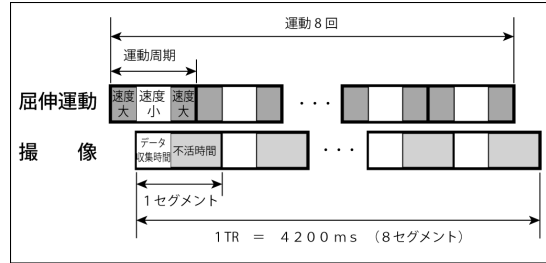 運動８回
運動周期
屈伸運動
速度
大
速度
小
速度
大
・・・
撮 像
データ
収集時間
不活時間
・・・
１セグメント
１TR ＝ ４２００ｍｓ （８セグメント）